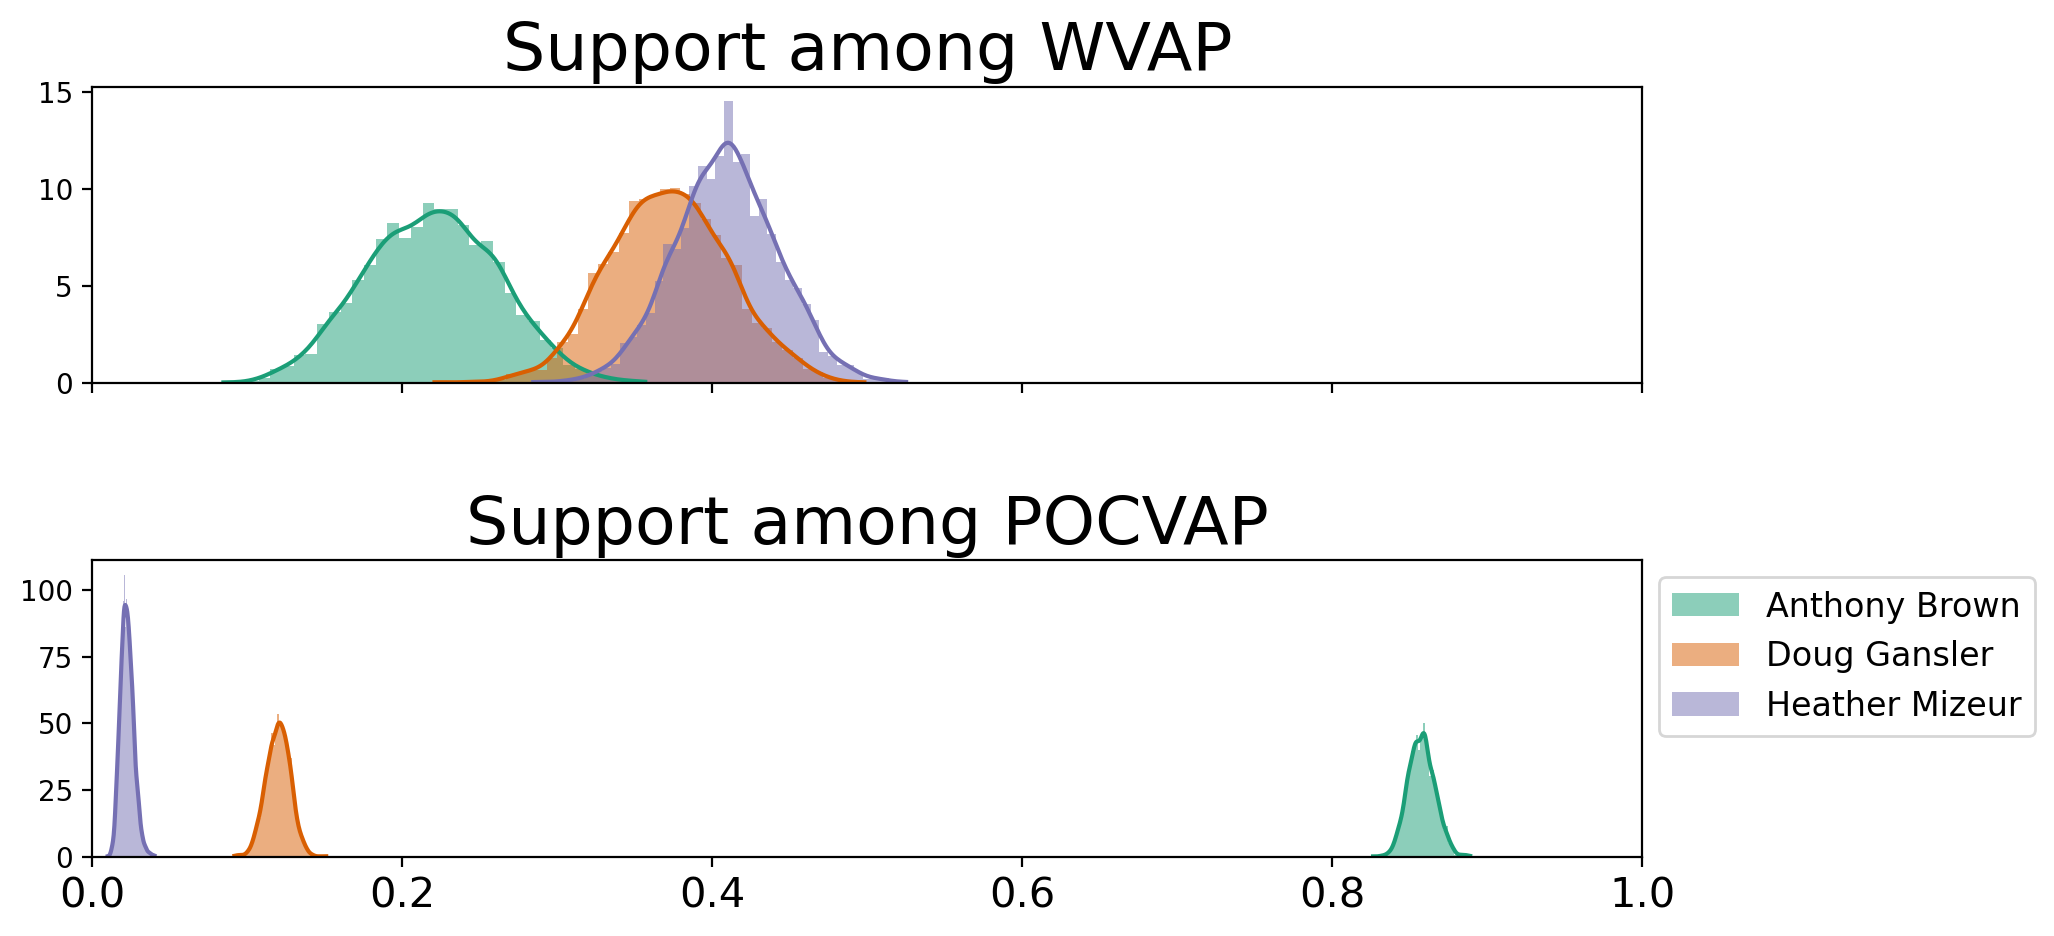 Support among WVAP
15
10
5
0
Support among POCVAP
100
75
50
25
0
0.0 0.2 0.4 0.6 0.8 1.0
Anthony Brown
Doug Gansler
Heather Mizeur